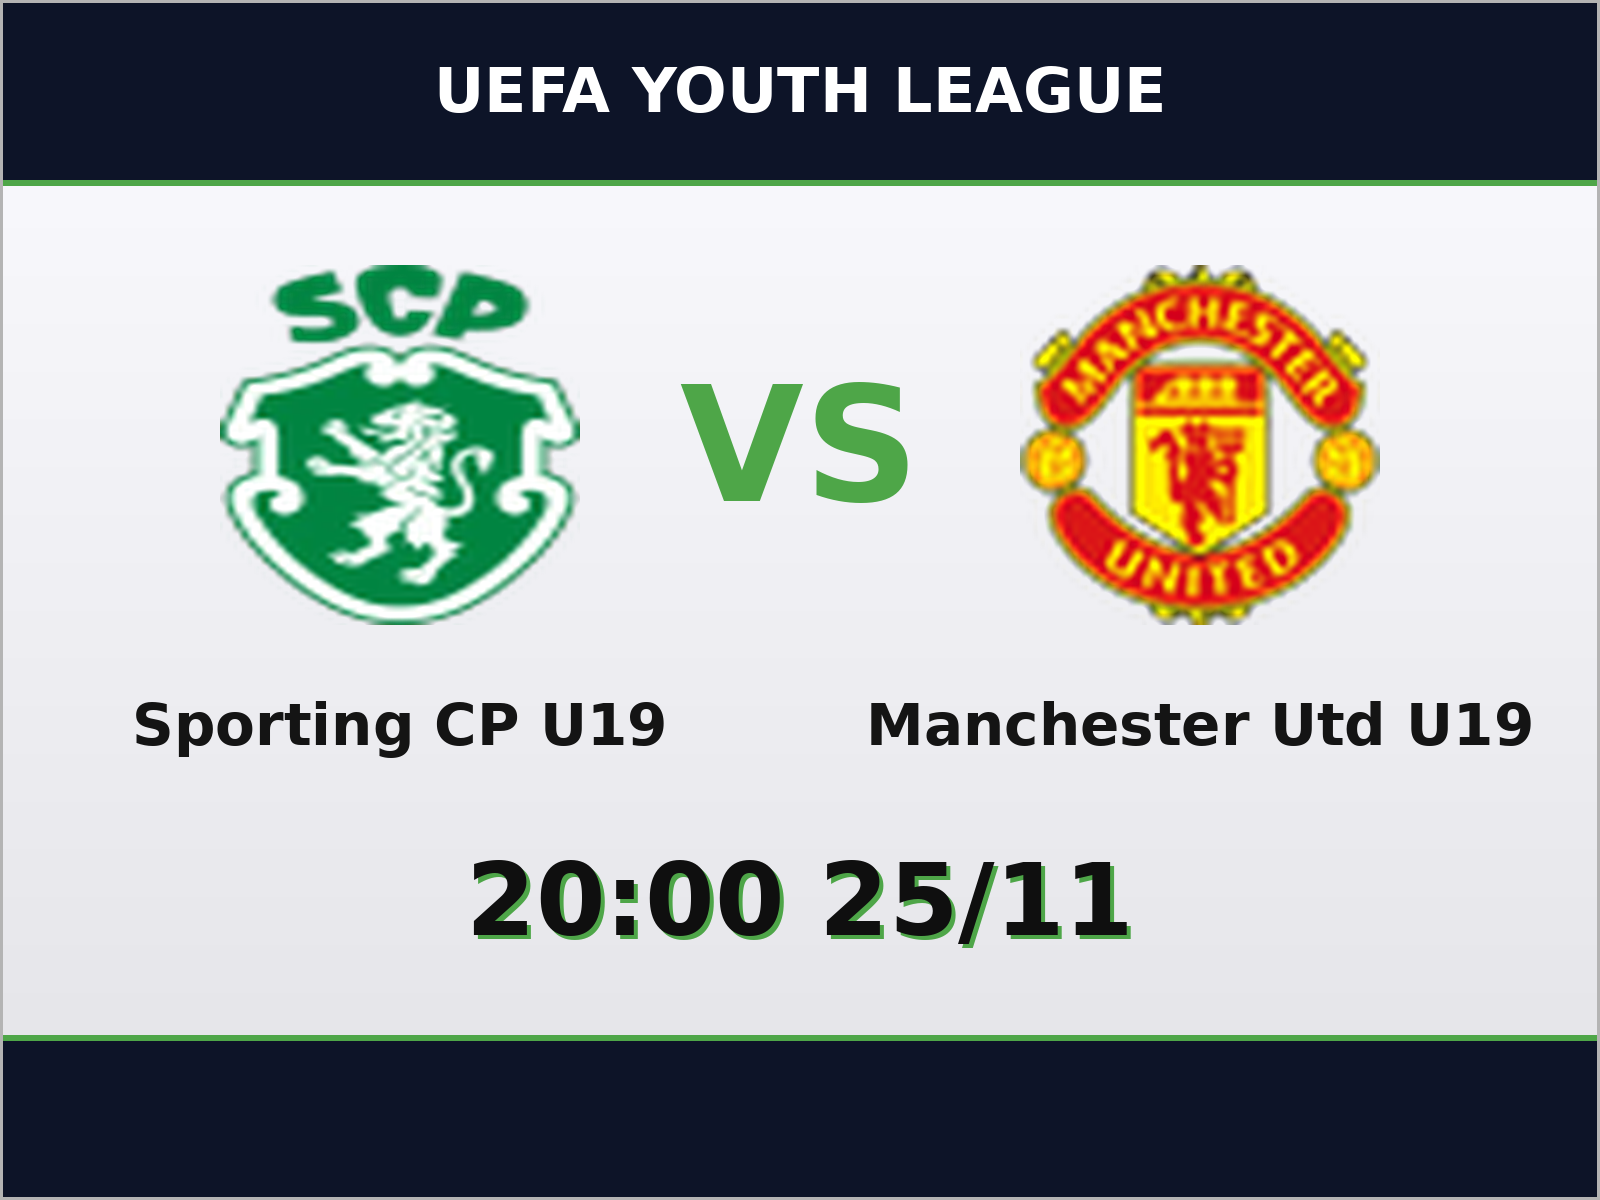 UEFA YOUTH LEAGUE
SCP
MANCHESTER
UNITED
VS
Sporting CP U19
Manchester Utd U19
20:00 25/11